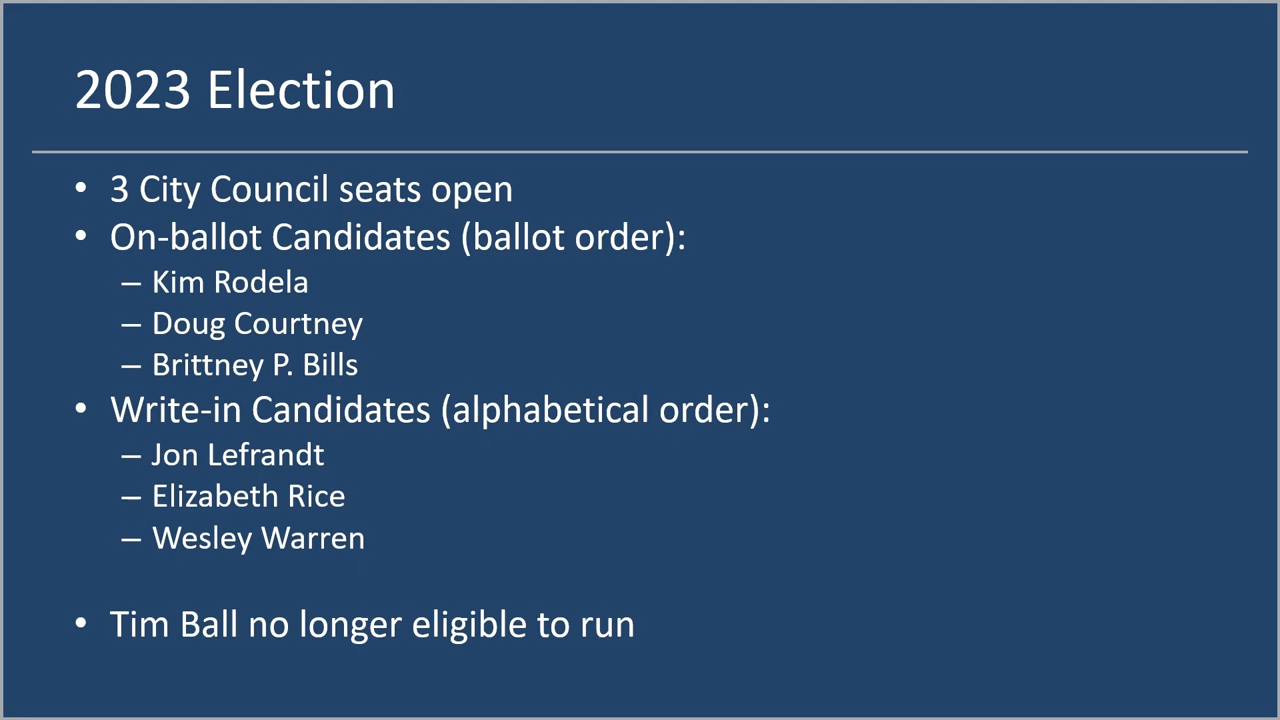 2023 Election
• 3 City Council seats open
• On-ballot Candidates (ballot order):
– Kim Rodela
– Doug Courtney
– Brittney P. Bills
• Write-in Candidates (alphabetical order):
– Jon Lefrandt
– Elizabeth Rice
– Wesley Warren
• Tim Ball no longer eligible to run